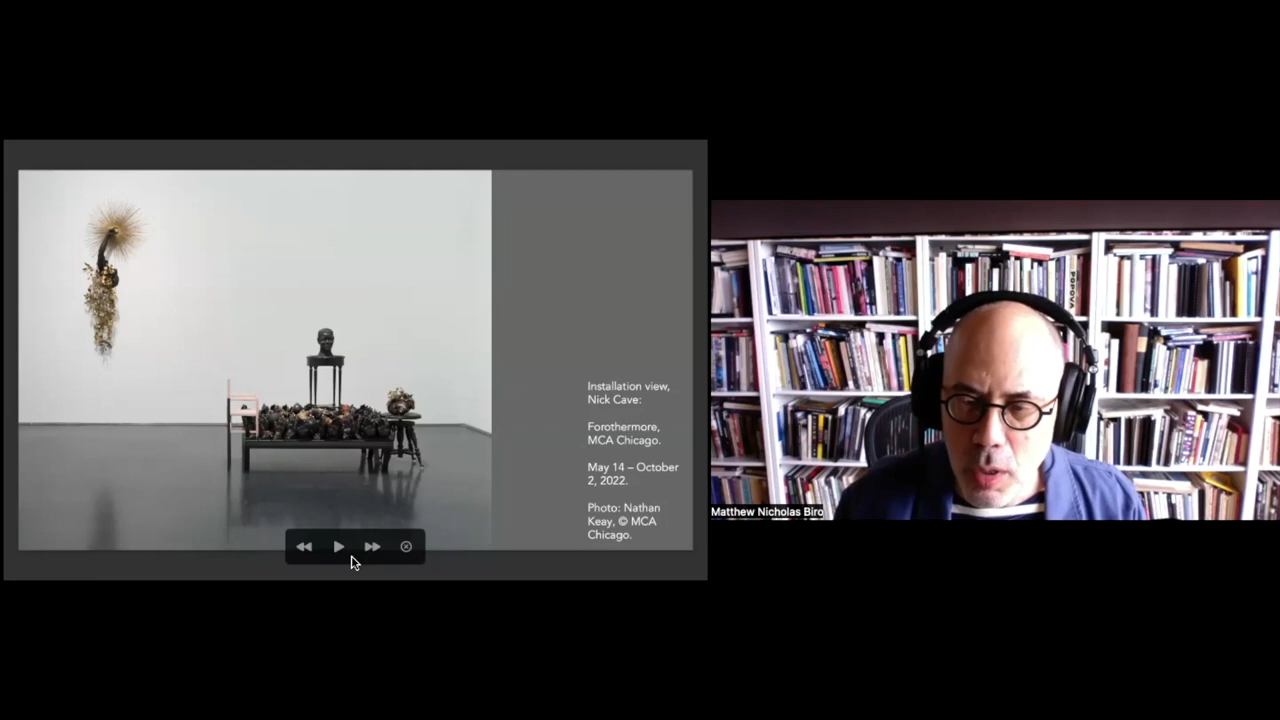 Installation view,
Nick Cave:
Forothermore,
MCA Chicago.
May 14 – October
2, 2022.
Photo: Nathan
Keay, © MCA
Chicago.
POPOVA
Matthew Nicholas Biro